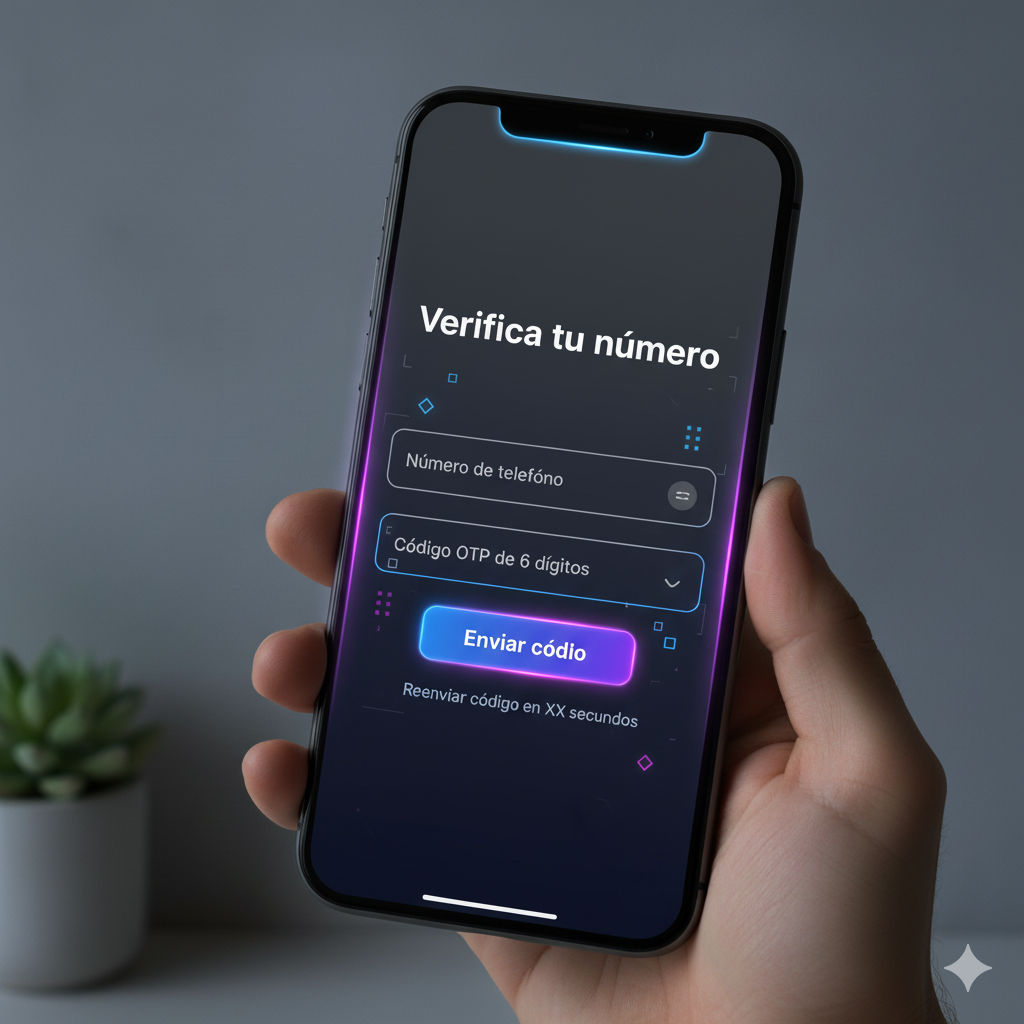 Verifica tu número
Número de telefóno
Código OTP de 6 dígitos
Enviar códio
Reenviar código en XX secundos